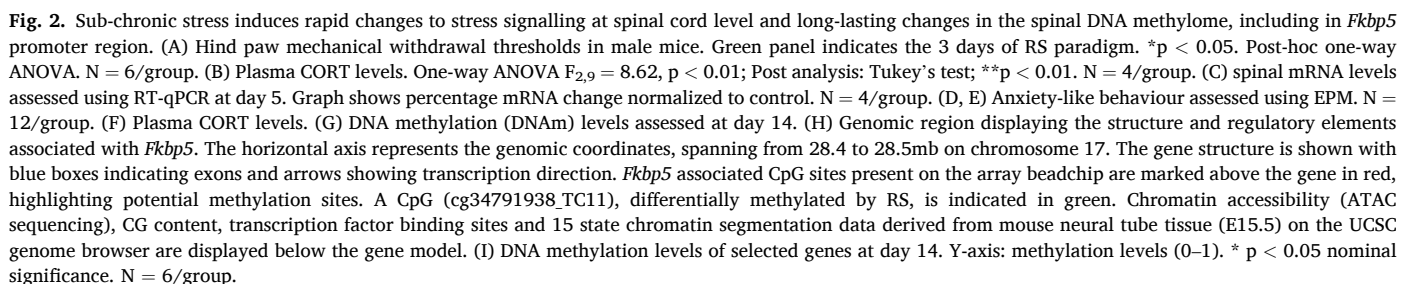 Fig. 2. Sub-chronic stress induces rapid changes to stress signalling at spinal cord level and long-lasting changes in the spinal DNA methylome, including in Fkbp5
promoter region. (A) Hind paw mechanical withdrawal thresholds in male mice. Green panel indicates the 3 days of RS paradigm. *p < 0.05. Post-hoc one-way
ANOVA. N = 6/group. (B) Plasma CORT levels. One-way ANOVA F2,9 = 8.62, p < 0.01; Post analysis: Tukey's test; **p < 0.01. N = 4/group. (C) spinal mRNA levels
assessed using RT-qPCR at day 5. Graph shows percentage mRNA change normalized to control. N = 4/group. (D, E) Anxiety-like behaviour assessed using EPM. N =
12/group. (F) Plasma CORT levels. (G) DNA methylation (DNAm) levels assessed at day 14. (H) Genomic region displaying the structure and regulatory elements
associated with Fkbp5. The horizontal axis represents the genomic coordinates, spanning from 28.4 to 28.5mb on chromosome 17. The gene structure is shown with
blue boxes indicating exons and arrows showing transcription direction. Fkbp5 associated CpG sites present on the array beadchip are marked above the gene in red,
highlighting potential methylation sites. A CpG (cg34791938_TC11), differentially methylated by RS, is indicated in green. Chromatin accessibility (ATAC
sequencing), CG content, transcription factor binding sites and 15 state chromatin segmentation data derived from mouse neural tube tissue (E15.5) on the UCSC
genome browser are displayed below the gene model. (I) DNA methylation levels of selected genes at day 14. Y-axis: methylation levels (0–1). * p < 0.05 nominal
significance. N = 6/group.